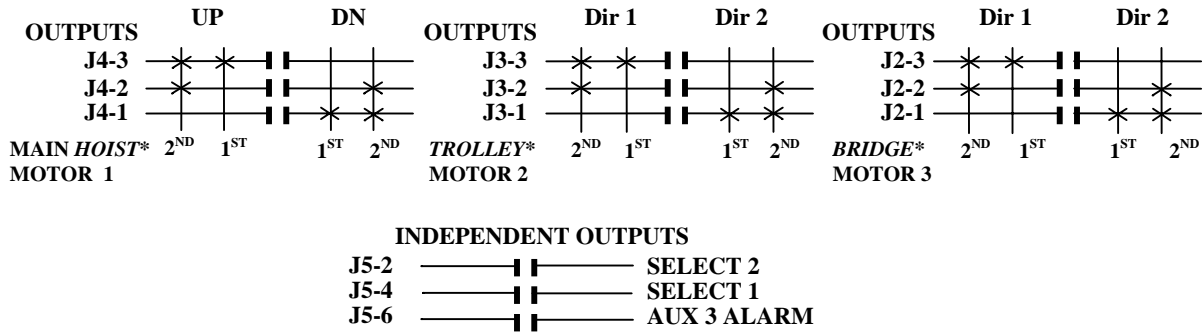 UP DN
OUTPUTS
J4-3
J4-2
J4-1
2ND 1ST 1ST 2ND
MAIN HOIST*
MOTOR 1
Dir 1 Dir 2
OUTPUTS
J3-3
J3-2
J3-1
2ND 1ST 1ST 2ND
TROLLEY*
MOTOR 2
Dir 1 Dir 2
OUTPUTS
J2-3
J2-2
J2-1
2ND 1ST 1ST 2ND
BRIDGE*
MOTOR 3
INDEPENDENT OUTPUTS
J5-2 SELECT 2
J5-4 SELECT 1
J5-6 AUX 3 ALARM